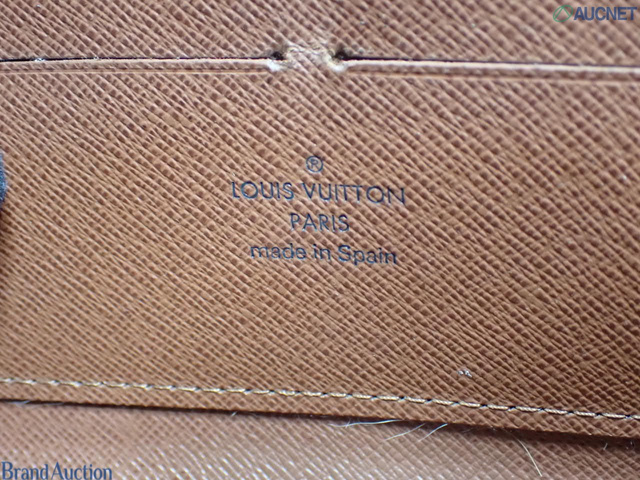 AUCNET
®
LOUIS VUITTON
PARIS
made in Spain
Brand Auction